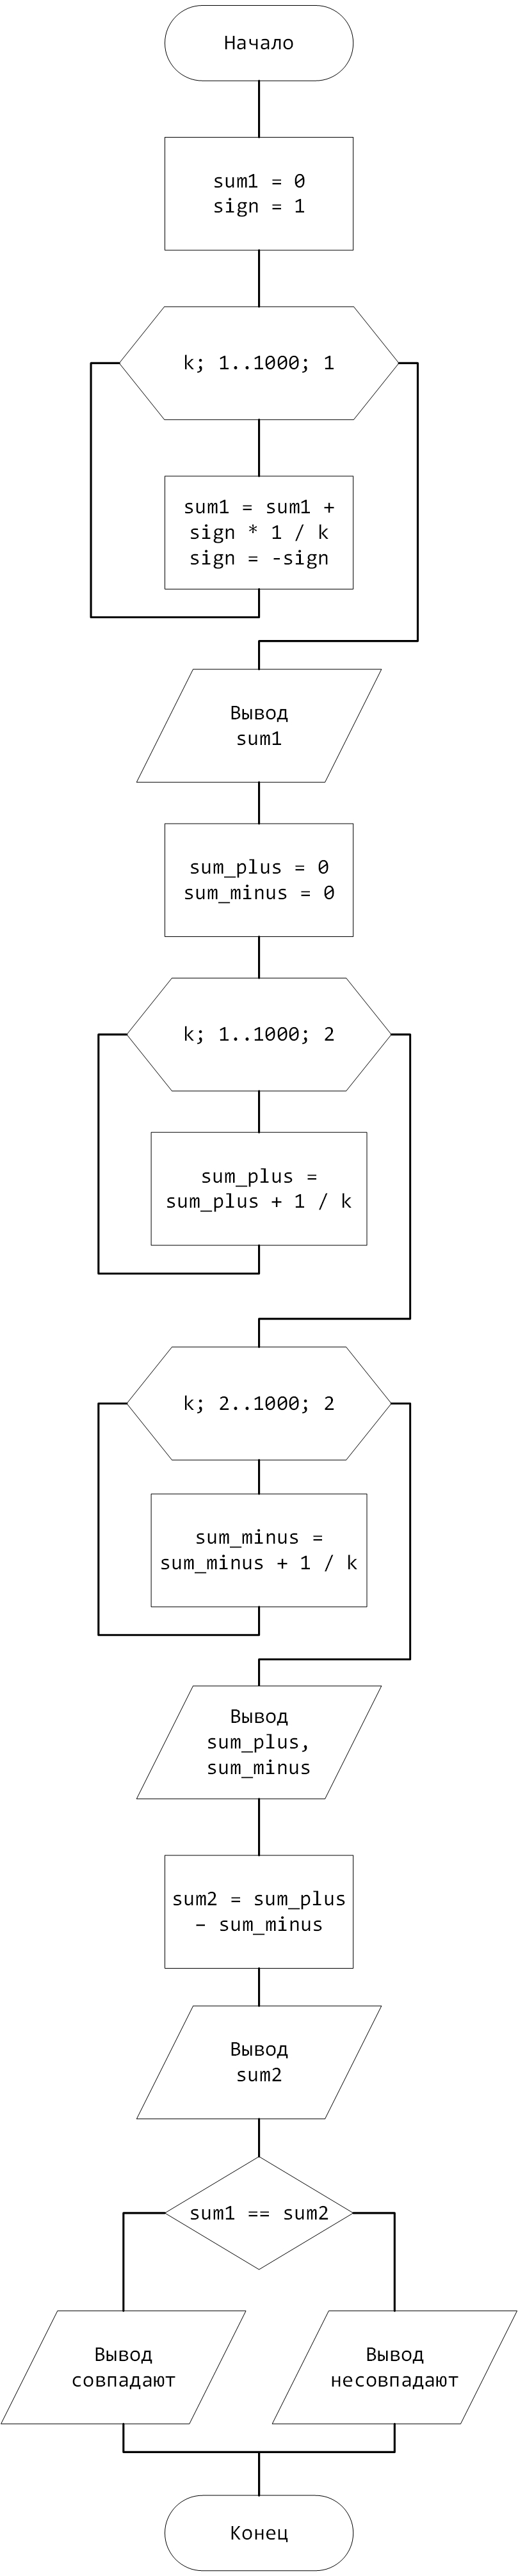 Начало
sum1 = 0
sign = 1
k; 1..1000; 1
sum1 = sum1 +
sign * 1 / k
sign = -sign
Вывод
sum1
sum_plus = 0
sum_minus = 0
k; 1..1000; 2
sum_plus =
sum_plus + 1 / k
k; 2..1000; 2
sum_minus =
sum_minus + 1 / k
Вывод
sum_plus,
sum_minus
sum2 = sum_plus
– sum_minus
Вывод
sum2
sum1 == sum2
Вывод
совпадают
Вывод
несовпадают
Конец